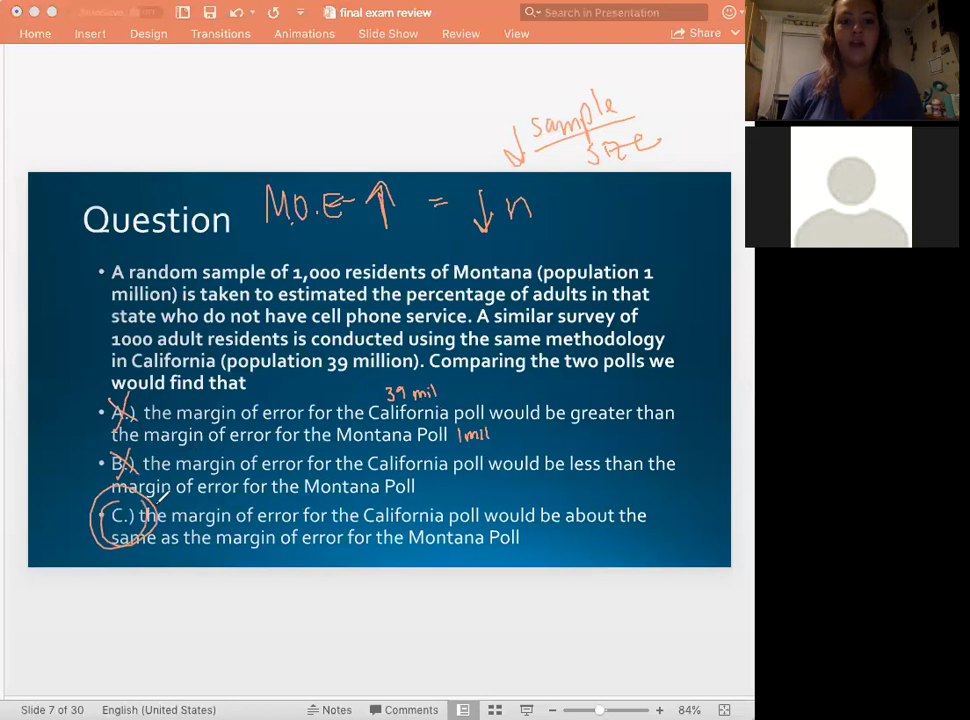 final exam review
Search in Presentation
Home Insert Design Transitions Animations Slide Show Review View Share
↓ sample
size
Question M.O.E ↑ = ↓ n
• A random sample of 1,000 residents of Montana (population 1
million) is taken to estimated the percentage of adults in that
state who do not have cell phone service. A similar survey of
1000 adult residents is conducted using the same methodology
in California (population 39 million). Comparing the two polls we
would find that
39 mil
• A.) the margin of error for the California poll would be greater than
the margin of error for the Montana Poll 1mil
• B.) the margin of error for the California poll would be less than the
margin of error for the Montana Poll
• C.) the margin of error for the California poll would be about the
same as the margin of error for the Montana Poll
Slide 7 of 30 English (United States) Notes Comments 84%